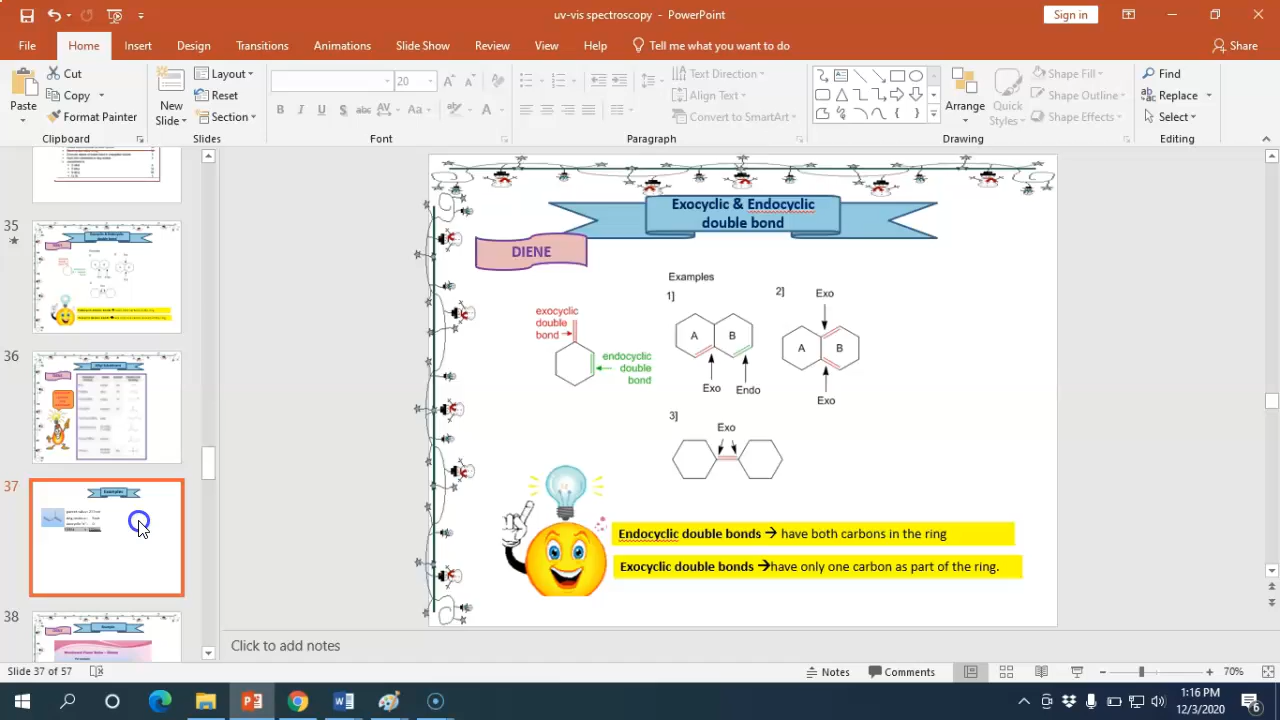 uv-vis spectroscopy - PowerPoint
Sign in
File Home Insert Design Transitions Animations Slide Show Review View Help Tell me what you want to do Share
Paste
Cut
Copy
Format Painter
Clipboard
New Slide
Layout
Reset
Section
Slides
20
B I U S abc AV Aa A
Font
Text Direction
Align Text
Convert to SmartArt
Paragraph
Arrange
Quick Styles
Shape Fill
Shape Outline
Shape Effects
Drawing
Find
Replace
Select
Editing
35
36
37
Examples
38
Exocyclic & Endocyclic
double bond
DIENE
Examples
1]
2]
Exo
exocyclic
double
bond
A B
A B
endocyclic
double
bond
Exo Endo
Exo
3]
Exo
Endocyclic double bonds → have both carbons in the ring
Exocyclic double bonds →have only one carbon as part of the ring.
Click to add notes
Slide 37 of 57
Notes
Comments
70%
1:16 PM
12/3/2020
6